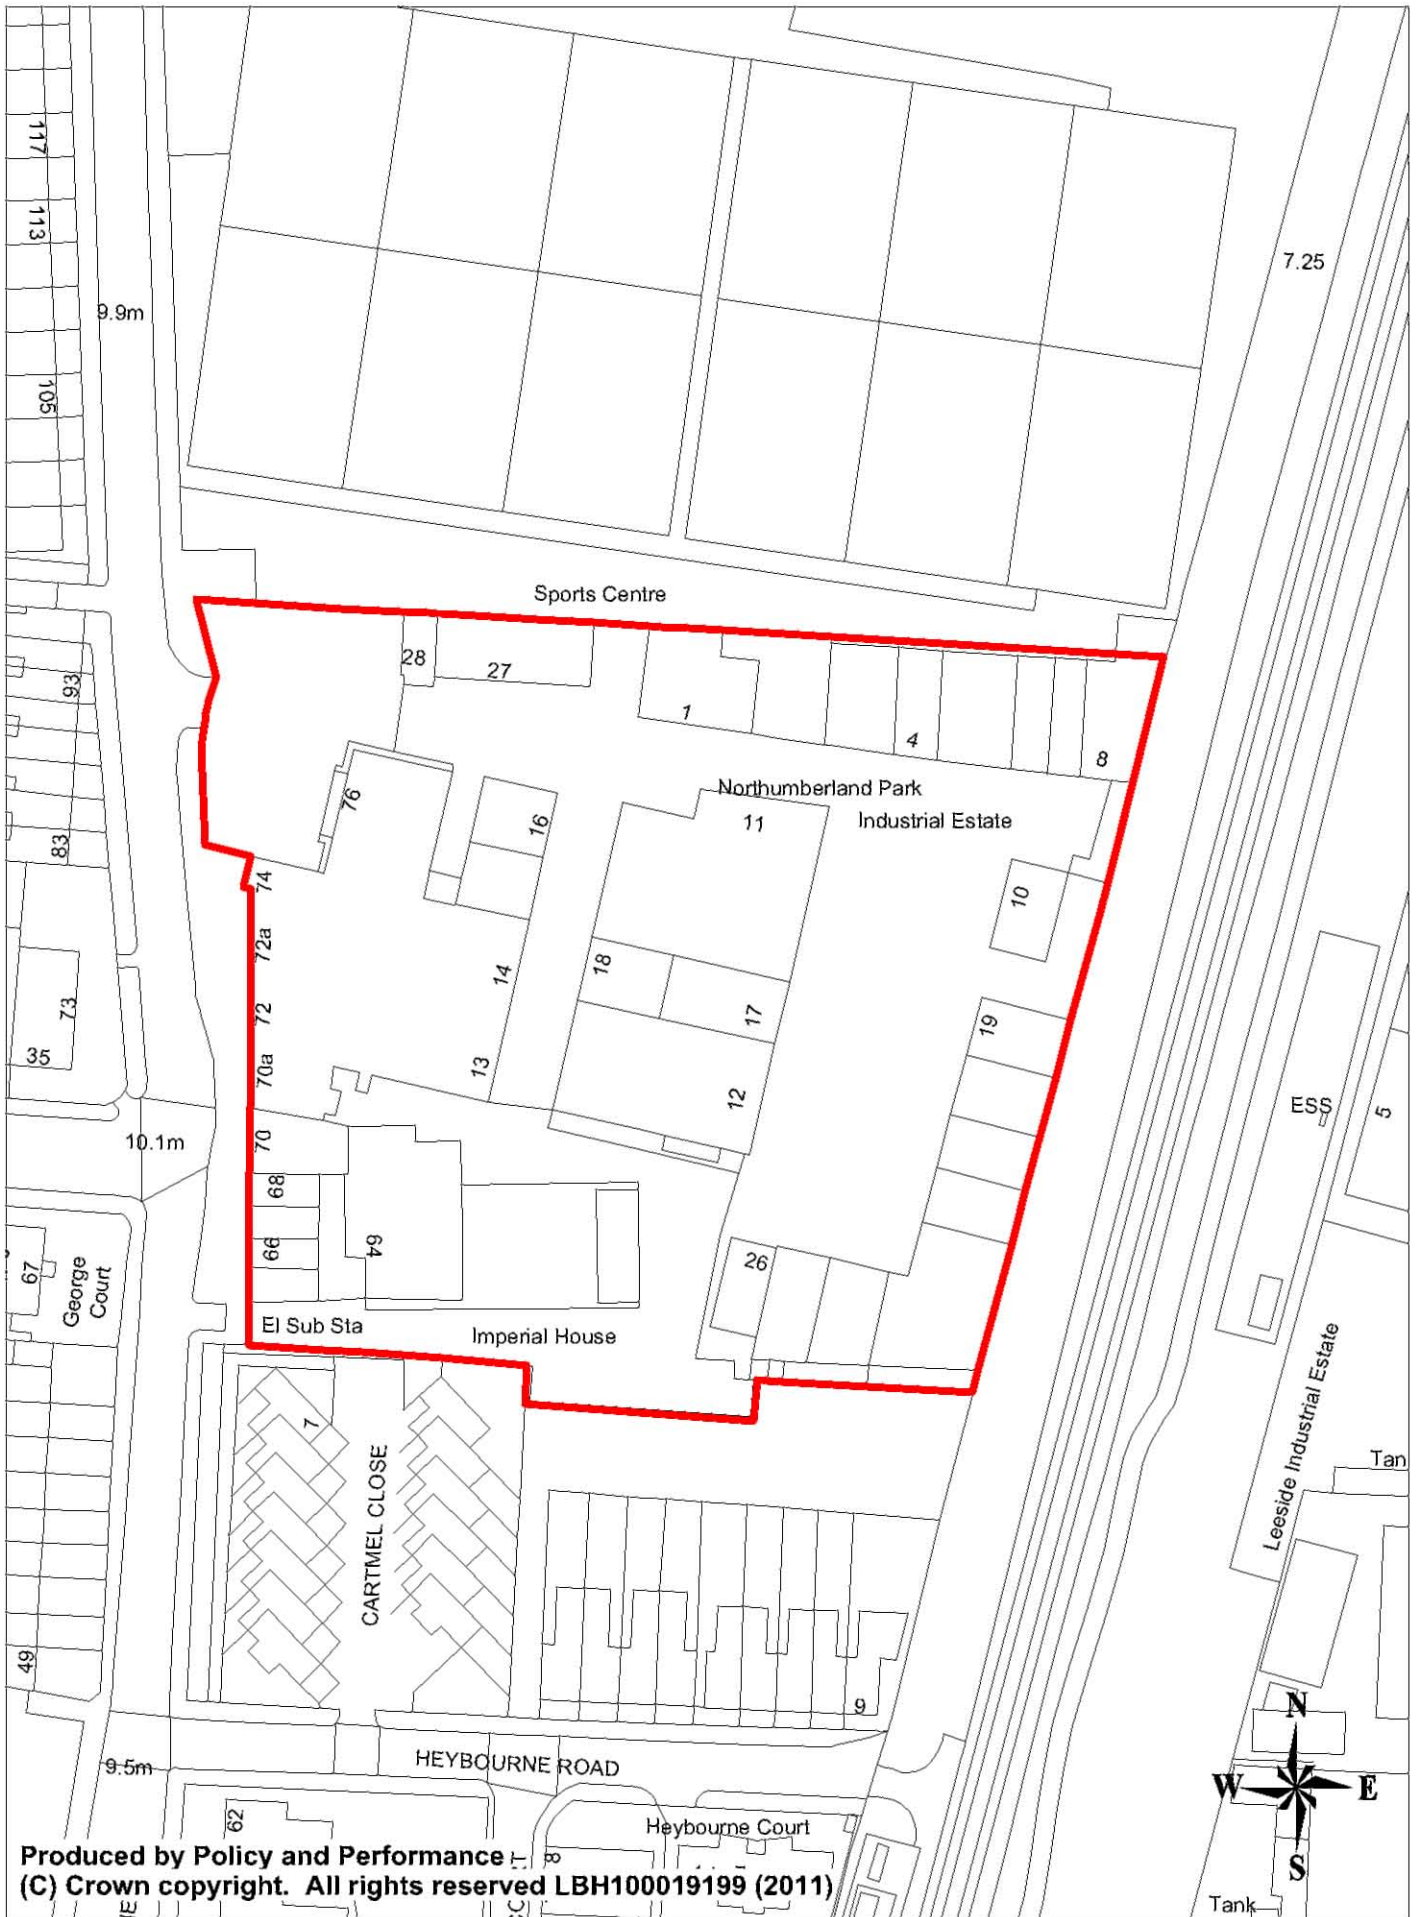 117
113
7.25
9.9m
105
Sports Centre
28
27
93
1
4
8
Northumberland Park
76
16
11
Industrial Estate
83
74
10
72a
18
14
73
72
17
19
35
70a
13
12
ESS
5
10.1m
70
68
66
64
26
67
George
Court
El Sub Sta
Imperial House
Leeside Industrial Estate
7
CARTMEL CLOSE
Tan
49
9
N
HEYBOURNE ROAD
9.5m
W
E
62
Heybourne Court
Produced by Policy and Performance
8
S
(C) Crown copyright. All rights reserved LBH100019199 (2011)
Tank